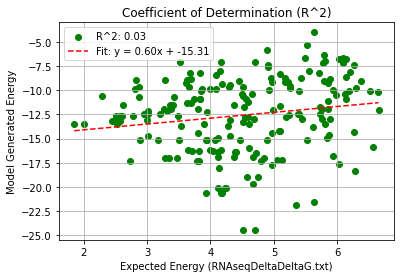 Coefficient of Determination (R^2)
R^2: 0.03
Fit: y = 0.60x + -15.31
Model Generated Energy
-5.0
-7.5
-10.0
-12.5
-15.0
-17.5
-20.0
-22.5
-25.0
2 3 4 5 6
Expected Energy (RNAseqDeltaDeltaG.txt)